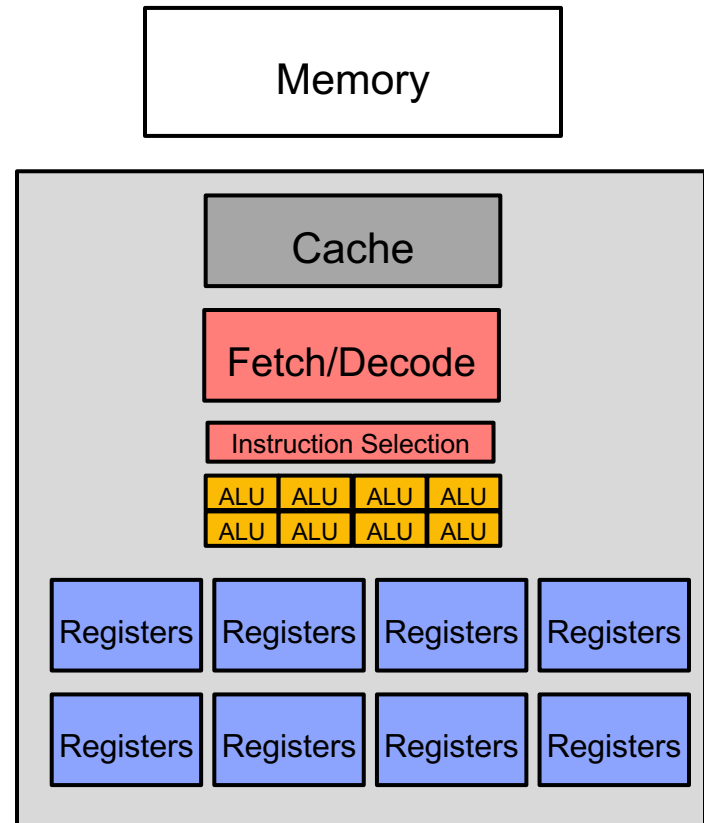 Memory
Cache
Fetch/Decode
Instruction Selection
ALU ALU ALU ALU
ALU ALU ALU ALU
Registers Registers Registers Registers
Registers Registers Registers Registers